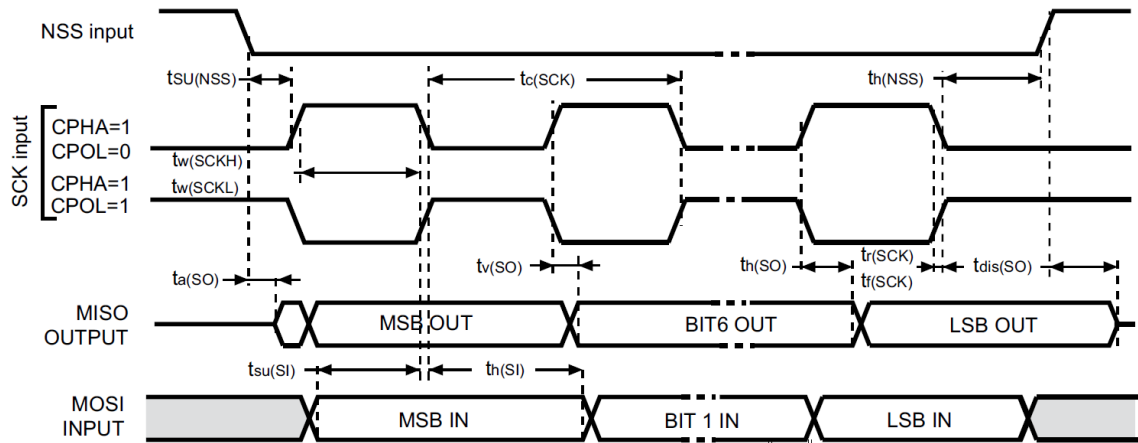 NSS input
tSU(NSS)
tc(SCK)
th(NSS)
SCK input
CPHA=1
CPOL=0
tw(SCKH)
CPHA=1
tw(SCKL)
CPOL=1
ta(SO)
tv(SO)
th(SO)
tr(SCK)
tf(SCK)
tdis(SO)
MISO
OUTPUT
MSB OUT
BIT6 OUT
LSB OUT
tsu(SI)
th(SI)
MOSI
INPUT
MSB IN
BIT 1 IN
LSB IN